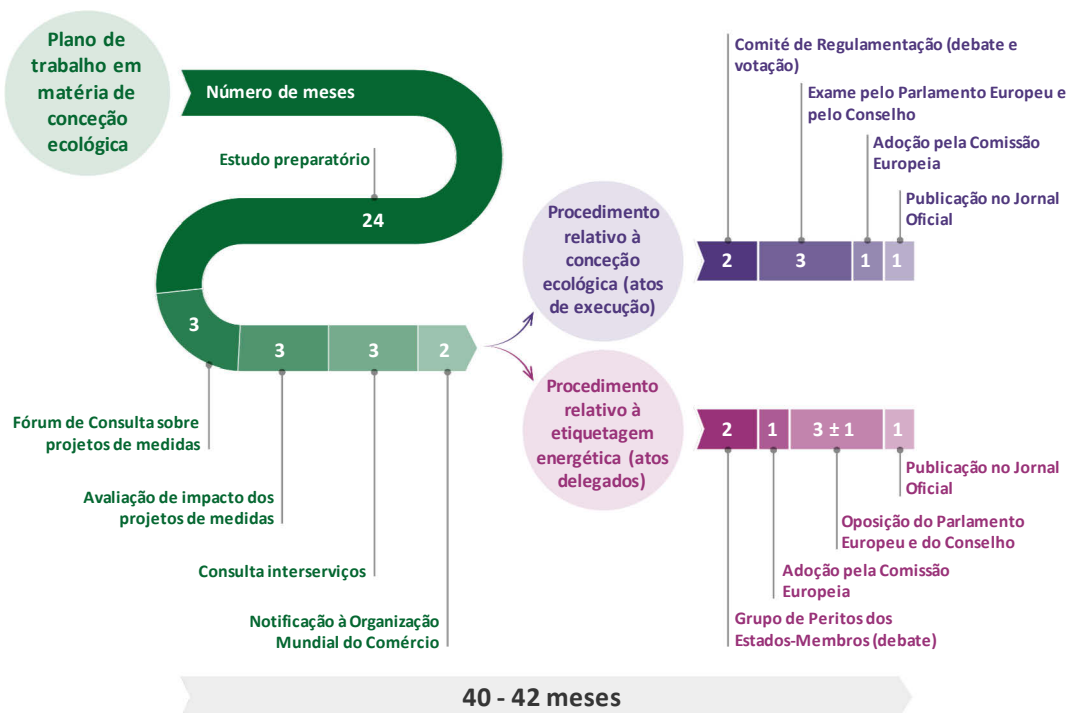 Plano de
trabalho em
matéria de
conceção
ecológica
Número de meses
Estudo preparatório
24
3
3
3
2
Fórum de Consulta sobre
projetos de medidas
Avaliação de impacto dos
projetos de medidas
Consulta interserviços
Notificação à Organização
Mundial do Comércio
Procedimento
relativo à
conceção
ecológica (atos
de execução)
Comité de Regulamentação (debate e
votação)
Exame pelo Parlamento Europeu e
pelo Conselho
Adoção pela Comissão
Europeia
Publicação no Jornal
Oficial
2
3
1
1
Procedimento
relativo à
etiquetagem
energética (atos
delegados)
2
1
3 ± 1
1
Publicação no Jornal
Oficial
Oposição do Parlamento
Europeu e do Conselho
Adoção pela Comissão
Europeia
Grupo de Peritos dos
Estados-Membros (debate)
40 - 42 meses